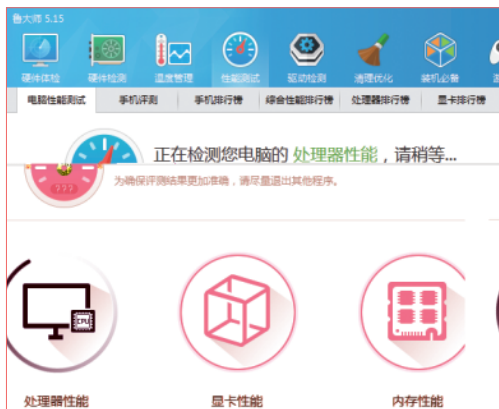 鲁大师 5.15
硬件体检 硬件检测 温度管理 性能测试 驱动检测 清理优化 装机必备
电脑性能测试 手机评测 手机排行榜 综合性能排行榜 处理器排行榜 显卡排行榜
正在检测您电脑的 处理器性能，请稍等...
???
为确保评测结果更加准确，请尽量退出其他程序。
CPU
处理器性能 显卡性能 内存性能